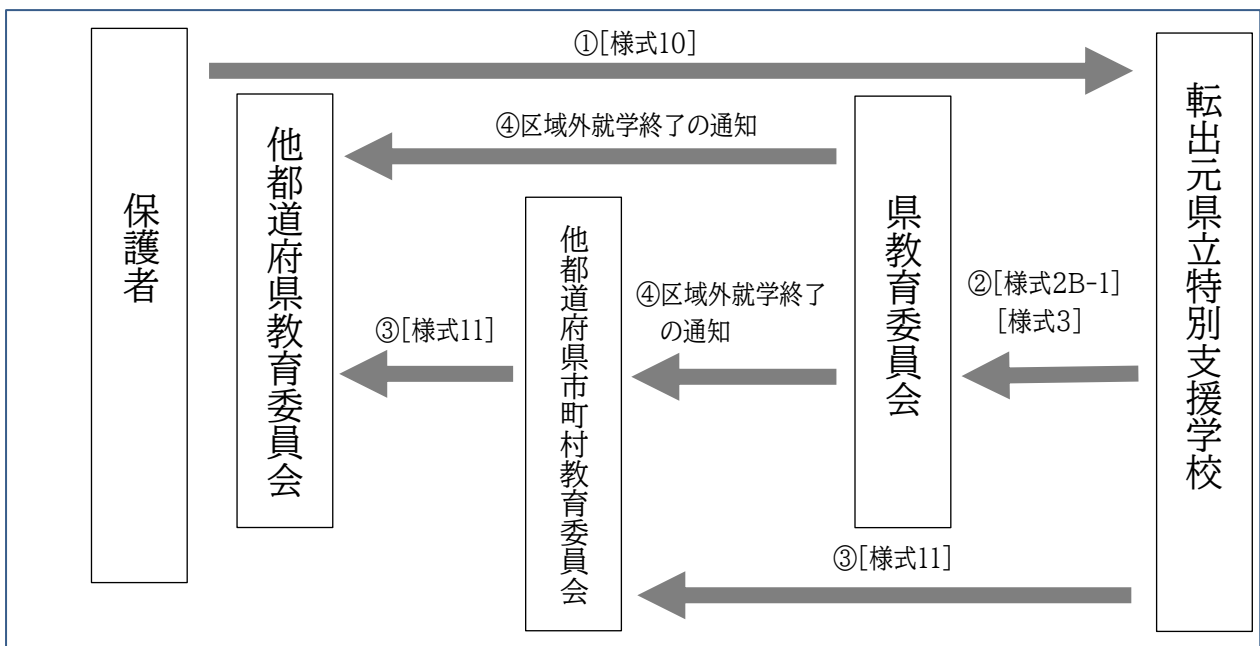 ①[様式10]
保護者
他都道府県教育委員会
④区域外就学終了の通知
他都道府県市町村教育委員会
県教育委員会
転出元県立特別支援学校
③[様式11]
④区域外就学終了
の通知
②[様式2B-1]
[様式3]
③[様式11]